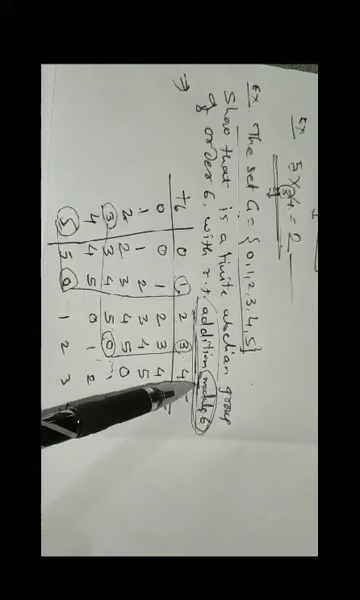 Ex. 5 ×₃ 4 = 2
Ex. The set G = {0,1,2,3,4,5}.
Show that is a finite abelian group
of order 6, with r.t addition modulo 6
⇒
+6 0 1 2 3 4
0 0 1 2 3 4
1 1 2 3 4 5
2 2 3 4 5 0
3 3 4 5 0
4 4 5 0 1 2
5 5 0 1 2 3